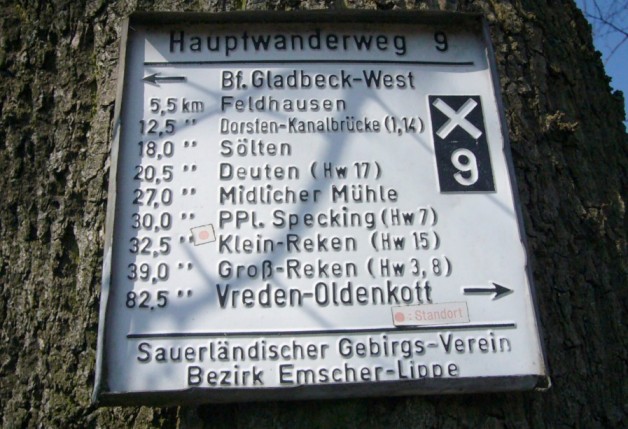 Hauptwanderweg 9
Bf. Gladbeck-West
5,5 km Feldhausen
12,5 " Dorsten-Kanalbrücke (1,14)
18,0 " Sölten
20,5 " Deuten (Hw 17)
27,0 " Midlicher Mühle
30,0 " PPl. Specking (Hw 7)
32,5 " Klein-Reken (Hw 15)
39,0 " Groß-Reken (Hw 3, 8)
82,5 " Vreden-Oldenkott
X
9
: Standort
Sauerländischer Gebirgs-Verein
Bezirk Emscher-Lippe